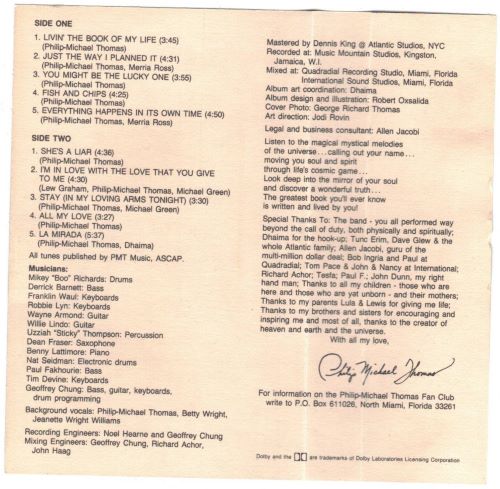 SIDE ONE
1. LIVIN' THE BOOK OF MY LIFE (3:45)
(Philip-Michael Thomas)
2. JUST THE WAY I PLANNED IT (4:31)
(Philip-Michael Thomas, Merria Ross)
3. YOU MIGHT BE THE LUCKY ONE (3:55)
(Philip-Michael Thomas)
4. FISH AND CHIPS (4:25)
(Philip-Michael Thomas)
5. EVERYTHING HAPPENS IN ITS OWN TIME (4:50)
(Philip-Michael Thomas, Merria Ross)
SIDE TWO
1. SHE'S A LIAR (4:36)
(Philip-Michael Thomas)
2. I'M IN LOVE WITH THE LOVE THAT YOU GIVE
TO ME (4:30)
(Lew Graham, Philip-Michael Thomas, Michael Green)
3. STAY (IN MY LOVING ARMS TONIGHT) (3:30)
(Philip-Michael Thomas, Michael Green)
4. ALL MY LOVE (3:27)
(Philip-Michael Thomas)
5. LA MIRADA (5:37)
(Philip-Michael Thomas, Dhaima)
All tunes published by PMT Music, ASCAP.
Musicians:
Mikey "Boo" Richards: Drums
Derrick Barnett: Bass
Franklin Waul: Keyboards
Robbie Lyn: Keyboards
Wayne Armond: Guitar
Willie Lindo: Guitar
Uzziah "Sticky" Thompson: Percussion
Dean Fraser: Saxophone
Benny Lattimore: Piano
Nat Seidman: Electronic drums
Paul Fakhourie: Bass
Tim Devine: Keyboards
Geoffrey Chung: Bass, guitar, keyboards,
drum programming
Background vocals: Philip-Michael Thomas, Betty Wright,
Jeanette Wright Williams
Recording Engineers: Noel Hearne and Geoffrey Chung
Mixing Engineers: Geoffrey Chung, Richard Achor,
John Haag
Mastered by Dennis King @ Atlantic Studios, NYC
Recorded at: Music Mountain Studios, Kingston,
Jamaica, W.I.
Mixed at: Quadradial Recording Studio, Miami, Florida
International Sound Studios, Miami, Florida
Album art coordination: Dhaima
Album design and illustration: Robert Oxsalida
Cover Photo: George Richard Thomas
Art direction: Jodi Rovin
Legal and business consultant: Allen Jacobi
Listen to the magical mystical melodies
of the universe...calling out your name...
moving you soul and spirit
through life's cosmic game...
Look deep into the mirror of your soul
and discover a wonderful truth...
The greatest book you'll ever know
is written and lived by you!
Special Thanks To: The band - you all performed way
beyond the call of duty, both physically and spiritually;
Dhaima for the hook-up; Tunc Erim, Dave Glew & the
whole Atlantic family; Allen Jacobi, guru of the
multi-million dollar deal; Bob Ingria and Paul at
Quadradial; Tom Pace & John & Nancy at International;
Richard Achor; Tesfa; Paul F.; John Dunn, my right
hand man; Thanks to all my children - those who are
here and those who are yet unborn - and their mothers;
Thanks to my parents Lula & Lewis for giving me life;
Thanks to my brothers and sisters for encouraging and
inspiring me and most of all, thanks to the creator of
heaven and earth and the universe.
With all my love,
Philip Michael Thomas
For information on the Philip-Michael Thomas Fan Club
write to P.O. Box 611028, North Miami, Florida 33261
Dolby and the are trademarks of Dolby Laboratories Licensing Corporation